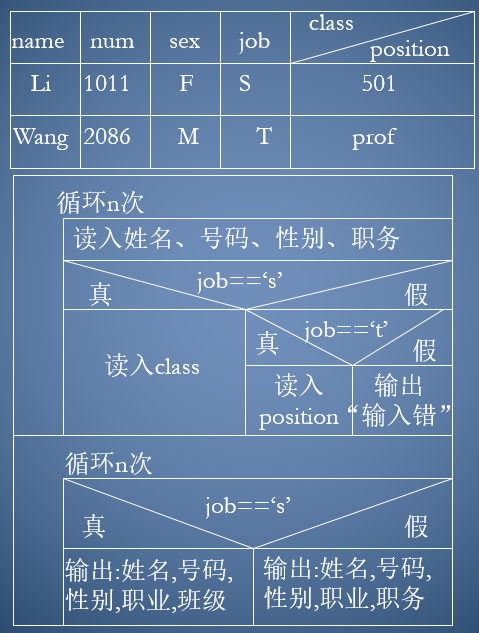 name num sex job class position
Li 1011 F S 501
Wang 2086 M T prof
循环n次
读入姓名、号码、性别、职务
job==‘s’
真 假
读入class
job==‘t’
真 假
读入
position
输出
“输入错”
循环n次
job==‘s’
真 假
输出:姓名,号码,
性别,职业,班级
输出:姓名,号码,
性别,职业,职务